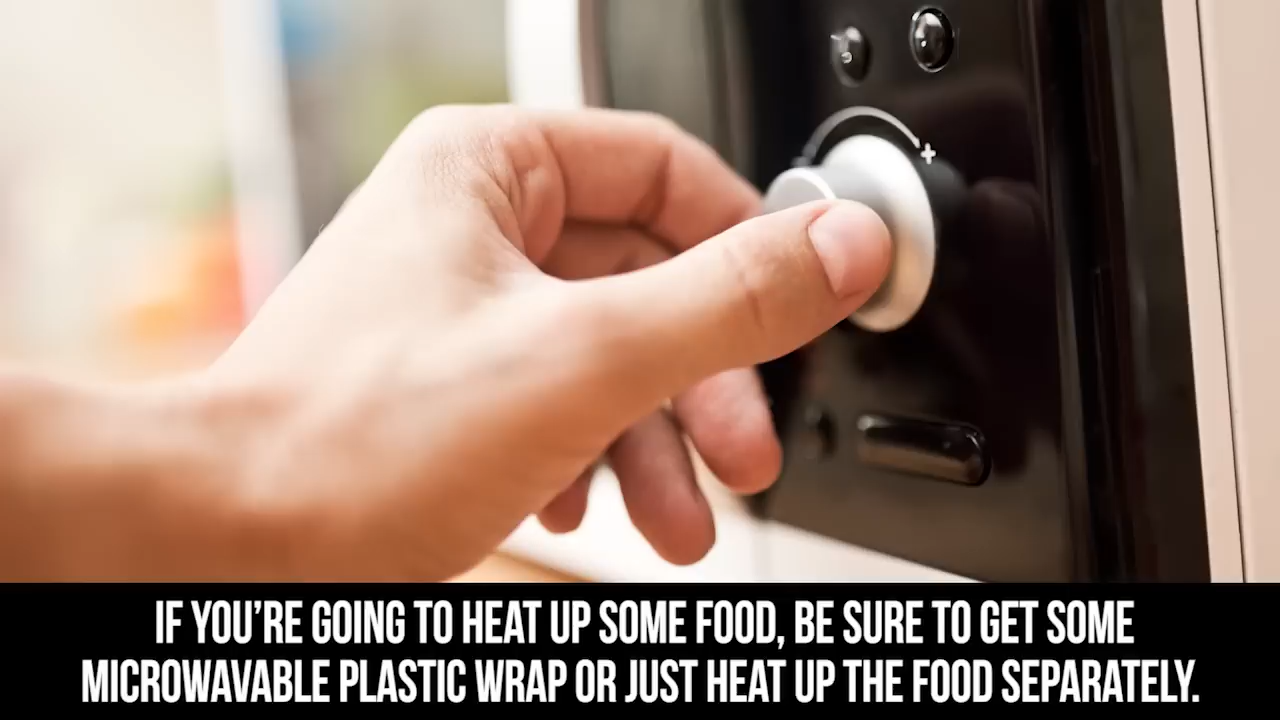 IF YOU'RE GOING TO HEAT UP SOME FOOD, BE SURE TO GET SOME
MICROWAVABLE PLASTIC WRAP OR JUST HEAT UP THE FOOD SEPARATELY.